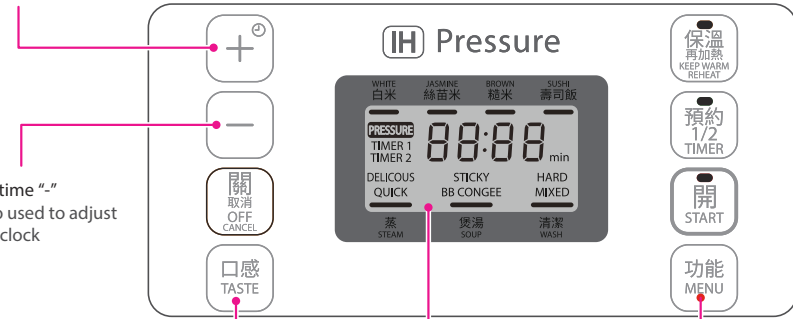 IH Pressure
WHITE JASMINE BROWN SUSHI
白米 絲苗米 糙米 壽司飯
PRESSURE
TIMER 1
TIMER 2
88:88 min
DELICOUS STICKY HARD
QUICK BB CONGEE MIXED
蒸 煲湯 清潔
STEAM SOUP WASH
+
−
time “-”
used to adjust
clock
關
取消
OFF
CANCEL
口感
TASTE
保溫
再加熱
KEEP WARM
REHEAT
預約
1/2
TIMER
開
START
功能
MENU